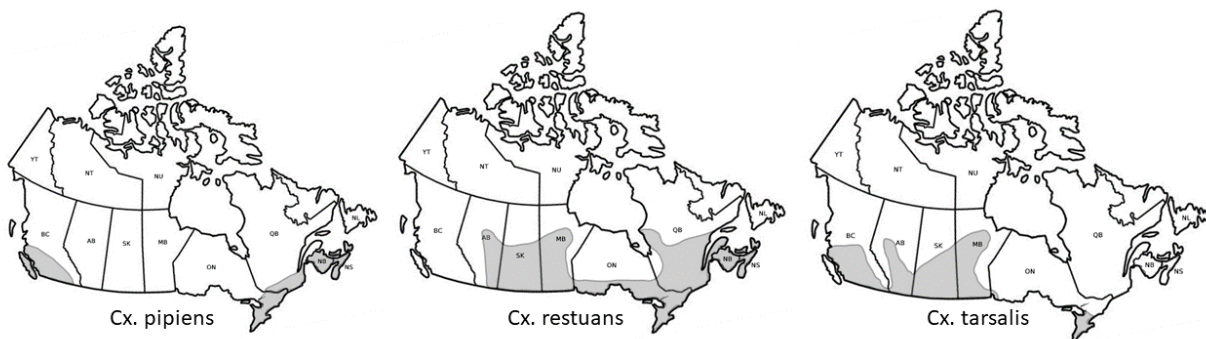 YT
NT
NU
BC
AB
SK
MB
ON
QB
NL
NB
NS
Cx. pipiens
YT
NT
NU
BC
AB
SK
MB
ON
QB
NL
NB
NS
Cx. restuans
YT
NT
NU
BC
AB
SK
MB
ON
QB
NL
NB
NS
Cx. tarsalis